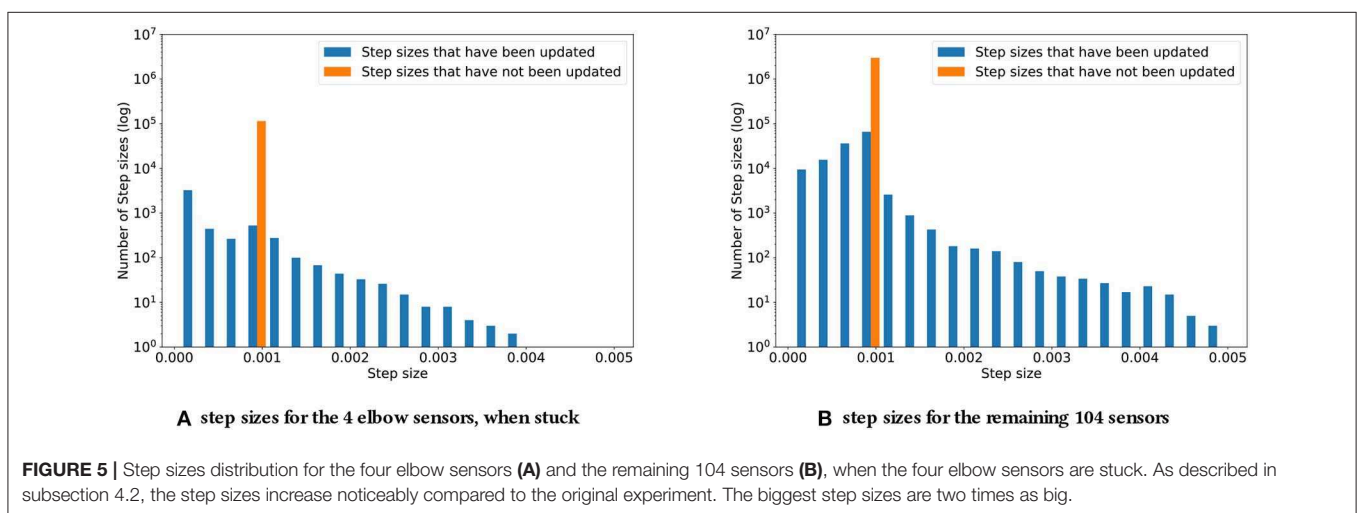 10⁷
10⁶
10⁵
10⁴
10³
10²
10¹
10⁰
Number of Step sizes (log)
Step sizes that have been updated
Step sizes that have not been updated
0.000 0.001 0.002 0.003 0.004 0.005
Step size
A step sizes for the 4 elbow sensors, when stuck
10⁷
10⁶
10⁵
10⁴
10³
10²
10¹
10⁰
Number of Step sizes (log)
Step sizes that have been updated
Step sizes that have not been updated
0.000 0.001 0.002 0.003 0.004 0.005
Step size
B step sizes for the remaining 104 sensors
FIGURE 5 | Step sizes distribution for the four elbow sensors (A) and the remaining 104 sensors (B), when the four elbow sensors are stuck. As described in
subsection 4.2, the step sizes increase noticeably compared to the original experiment. The biggest step sizes are two times as big.